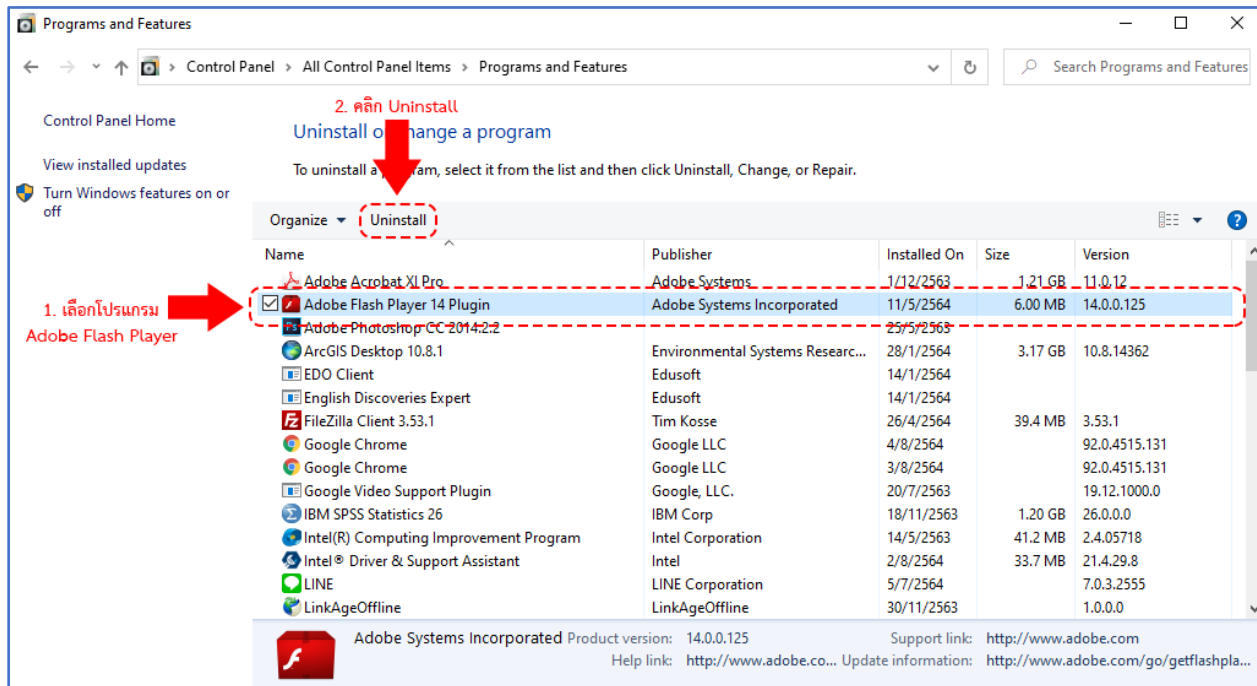 Programs and Features
Control Panel > All Control Panel Items > Programs and Features
Search Programs and Features
2. คลิก Uninstall
Control Panel Home
View installed updates
Turn Windows features on or
off
Uninstall or change a program
To uninstall a program, select it from the list and then click Uninstall, Change, or Repair.
Organize Uninstall
Name Publisher Installed On Size Version
Adobe Acrobat XI Pro Adobe Systems 1/12/2563 1.21 GB 11.0.12
1. เลือกโปรแกรม
Adobe Flash Player
Adobe Flash Player 14 Plugin Adobe Systems Incorporated 11/5/2564 6.00 MB 14.0.0.125
Adobe Photoshop CC 2014.2.2 25/5/2563
ArcGIS Desktop 10.8.1 Environmental Systems Researc... 28/1/2564 3.17 GB 10.8.14362
EDO Client Edusoft 14/1/2564
English Discoveries Expert Edusoft 14/1/2564
FileZilla Client 3.53.1 Tim Kosse 26/4/2564 39.4 MB 3.53.1
Google Chrome Google LLC 4/8/2564 92.0.4515.131
Google Chrome Google LLC 3/8/2564 92.0.4515.131
Google Video Support Plugin Google, LLC. 20/7/2563 19.12.1000.0
IBM SPSS Statistics 26 IBM Corp 18/11/2563 1.20 GB 26.0.0.0
Intel(R) Computing Improvement Program Intel Corporation 14/5/2563 41.2 MB 2.4.05718
Intel® Driver & Support Assistant Intel 2/8/2564 33.7 MB 21.4.29.8
LINE LINE Corporation 5/7/2564 7.0.3.2555
LinkAgeOffline LinkAgeOffline 30/11/2563 1.0.0.0
Adobe Systems Incorporated Product version: 14.0.0.125 Support link: http://www.adobe.com
Help link: http://www.adobe.co... Update information: http://www.adobe.com/go/getflashpla...